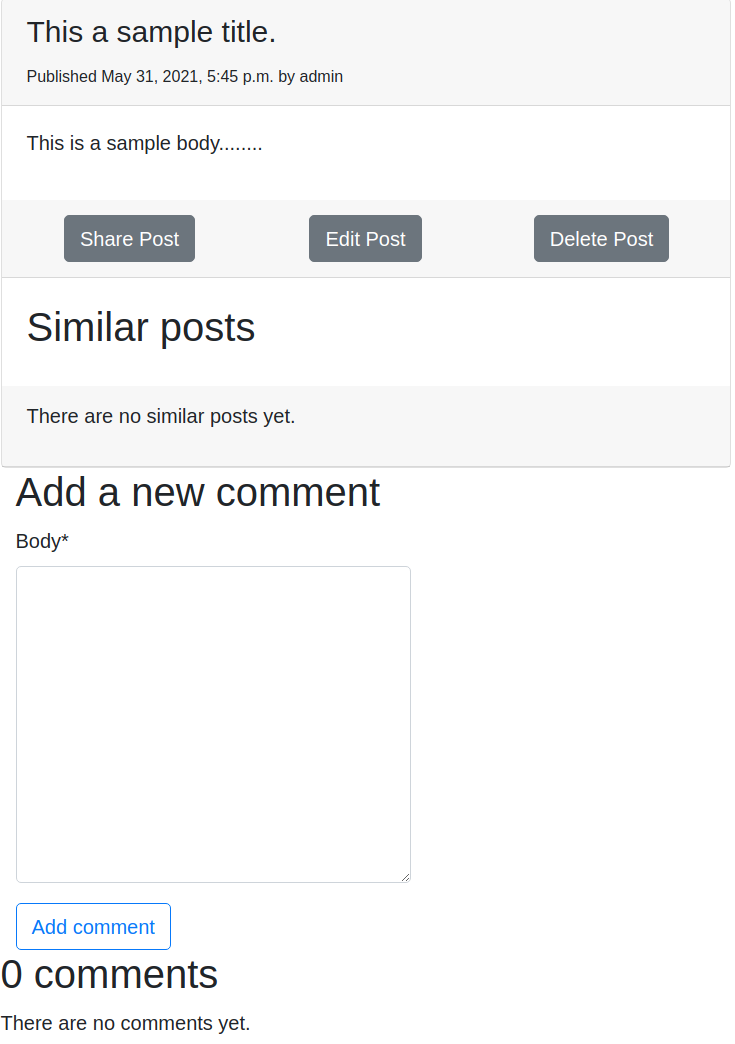 This a sample title.
Published May 31, 2021, 5:45 p.m. by admin
This is a sample body........
Share Post Edit Post Delete Post
Similar posts
There are no similar posts yet.
Add a new comment
Body*
Add comment
0 comments
There are no comments yet.